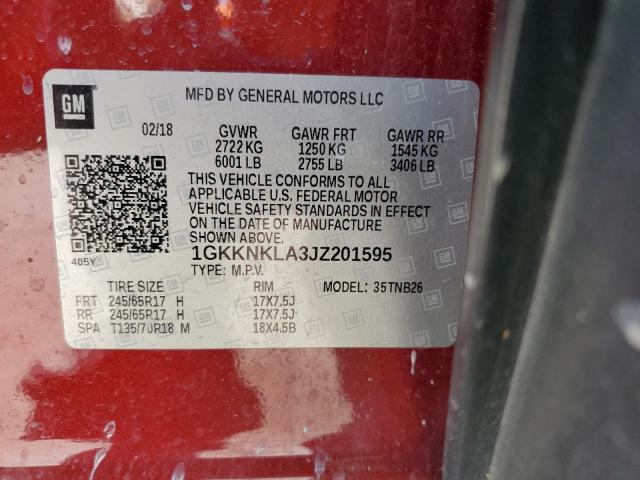 GM
MFD BY GENERAL MOTORS LLC
02/18 GVWR GAWR FRT GAWR RR
2722 KG 1250 KG 1545 KG
6001 LB 2755 LB 3406 LB
THIS VEHICLE CONFORMS TO ALL
APPLICABLE U.S. FEDERAL MOTOR
VEHICLE SAFETY STANDARDS IN EFFECT
ON THE DATE OF MANUFACTURE
SHOWN ABOVE.
405Y
1GKKNKLA3JZ201595
TYPE: M.P.V.
TIRE SIZE RIM MODEL: 35TNB26
FRT 245/65R17 H 17X7.5J
RR 245/65R17 H 17X7.5J
SPA T135/70R18 M 18X4.5B